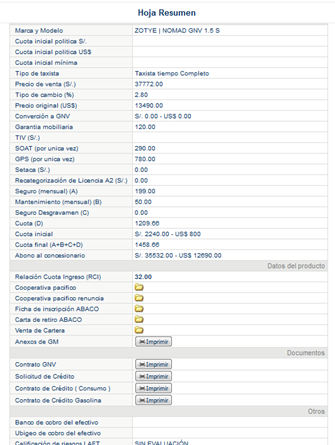 Hoja Resumen
Marca y Modelo ZOTYE | NOMAD GNV 1.5 S
Cuota inicial política S/.
Cuota inicial política US$
Cuota inicial mínima
Tipo de taxista Taxista tiempo Completo
Precio de venta (S/.) 37772.00
Tipo de cambio (%) 2.80
Precio original (US$) 13490.00
Converción a GNV S/. 0.00 - US$ 0.00
Garantía mobiliaria 120.00
TIV (S/.)
SOAT (por unica vez) 290.00
GPS (por unica vez) 780.00
Setaca (S/.) 0.00
Recategorización de Licencia A2 (S/.) 0.00
Seguro (mensual) (A) 199.00
Mantenimiento (mensual) (B) 50.00
Seguro Desgravamen (C) 0.00
Cuota (D) 1209.66
Cuota inicial S/. 2240.00 - US$ 800
Cuota final (A+B+C+D) 1458.66
Abono al concesionario S/. 35532.00 - US$ 12690.00
Datos del producto
Relación Cuota Ingreso (RCI) 32.00
Cooperativa pacifico
Cooperativa pacifico renuncia
Ficha de inscripción ABACO
Carta de retiro ABACO
Venta de Cartera
Anexos de GM Imprimir
Documentos
Contrato GNV Imprimir
Solicitud de Crédito Imprimir
Contrato de Crédito ( Consumo ) Imprimir
Contrato de Crédito Gasolina Imprimir
Otros
Banco de cobro del efectivo
Ubigeo de cobro del efectivo
Calificación de riesgos LAFT SIN EVALUACIÓN